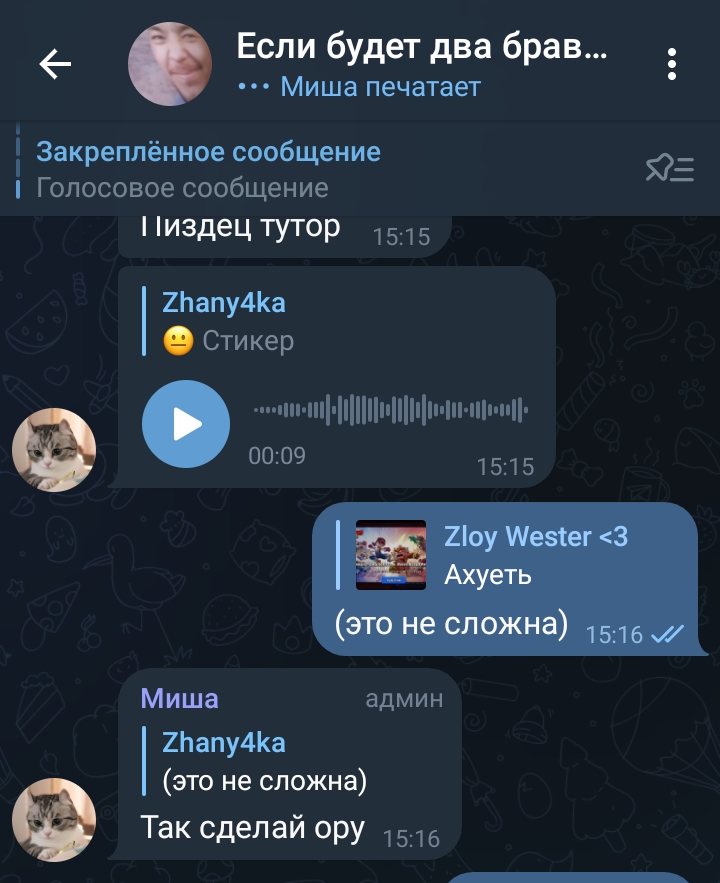 Если будет два брав...
Миша печатает
Закреплённое сообщение
Голосовое сообщение
Пиздец тутор
15:15
Zhany4ka
Стикер
00:09
15:15
Zloy Wester <3
Ахуеть
(это не сложна)
15:16
Миша
админ
Zhany4ka
(это не сложна)
Так сделай ору
15:16